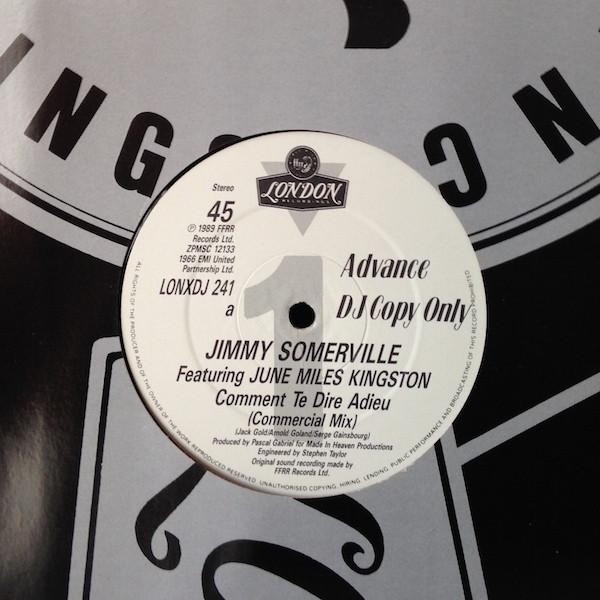 INGS
NC
ffrr
LONDON
RECORDINGS
Stereo
45
℗ 1989 FFRR
Records Ltd.
ZPMSC 12133
1966 EMI United
Partnership Ltd.
LONXDJ 241
a
1
Advance
DJ Copy Only
JIMMY SOMERVILLE
Featuring JUNE MILES KINGSTON
Comment Te Dire Adieu
(Commercial Mix)
(Jack Gold/Arnold Goland/Serge Gainsbourg)
Produced by Pascal Gabriel for Made In Heaven Productions
Engineered by Stephen Taylor
Original sound recording made by
FFRR Records Ltd.
ALL RIGHTS OF THE PRODUCER AND OF THE OWNER OF THE WORK REPRODUCED RESERVED. UNAUTHORISED COPYING, HIRING, LENDING, PUBLIC PERFORMANCE AND BROADCASTING OF THIS RECORD PROHIBITED